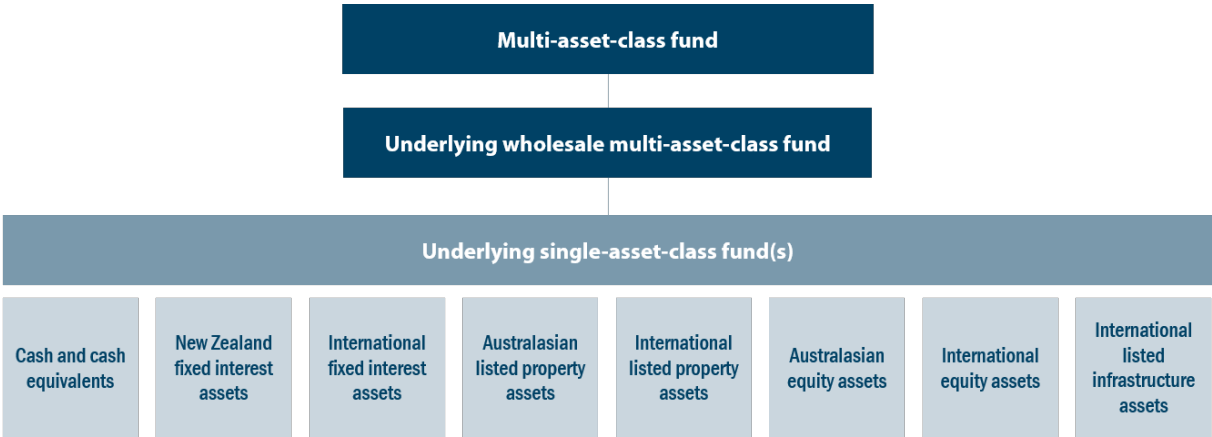 Multi-asset-class fund
Underlying wholesale multi-asset-class fund
Underlying single-asset-class fund(s)
Cash and cash
equivalents
New Zealand
fixed interest
assets
International
fixed interest
assets
Australasian
listed property
assets
International
listed property
assets
Australasian
equity assets
International
equity assets
International
listed
infrastructure
assets